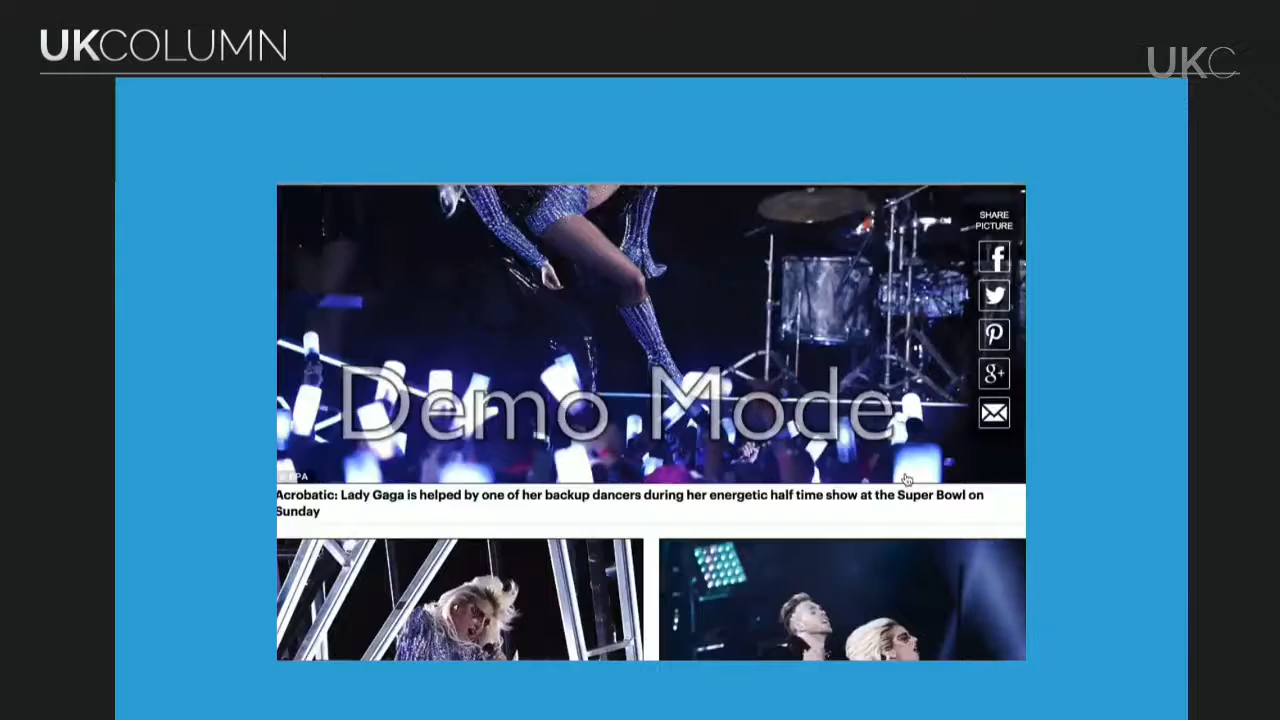 UKCOLUMN
UKC
SHARE
PICTURE
f
g+
Demo Mode
Acrobatic: Lady Gaga is helped by one of her backup dancers during her energetic half time show at the Super Bowl on
Sunday